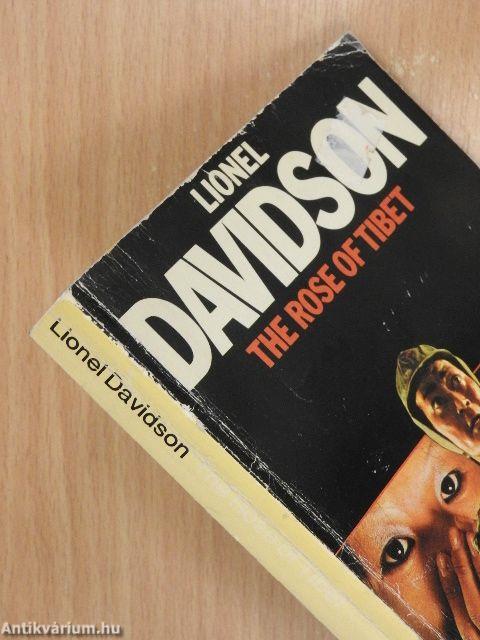 LIONEL
DAVIDSON
THE ROSE OF TIBET
Lionel Davidson
Antikvárium.hu